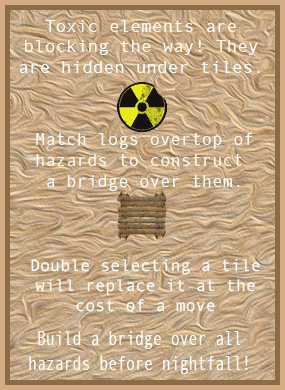 Toxic elements are
blocking the way! They
are hidden under tiles.
Match logs overtop of
hazards to construct
a bridge over them.
Double selecting a tile
will replace it at the
cost of a move
Build a bridge over all
hazards before nightfall!